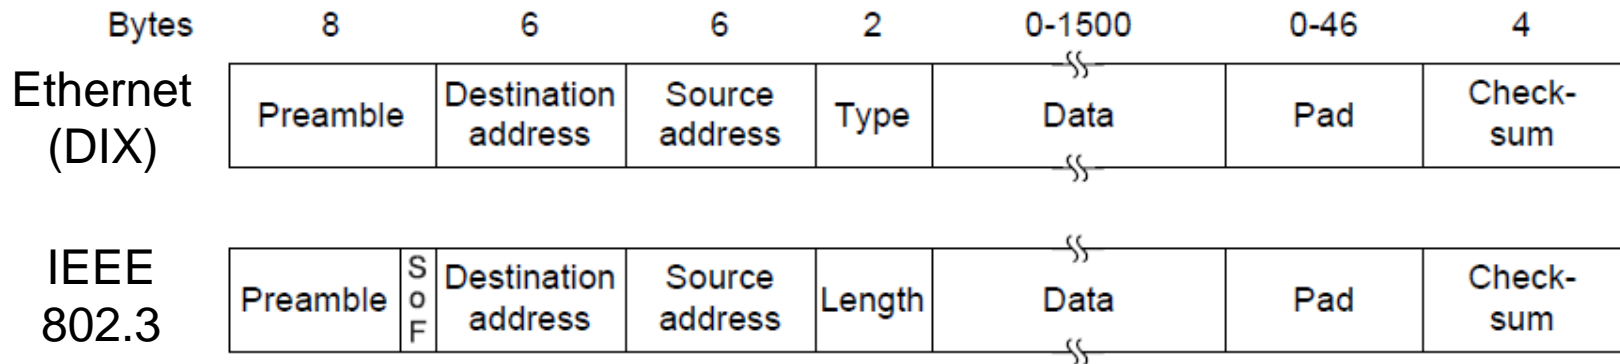 Bytes 8 6 6 2 0-1500 0-46 4
Ethernet
(DIX)
Preamble
Destination
address
Source
address
Type
Data
Pad
Check-
sum
IEEE
802.3
Preamble
S
o
F
Destination
address
Source
address
Length
Data
Pad
Check-
sum